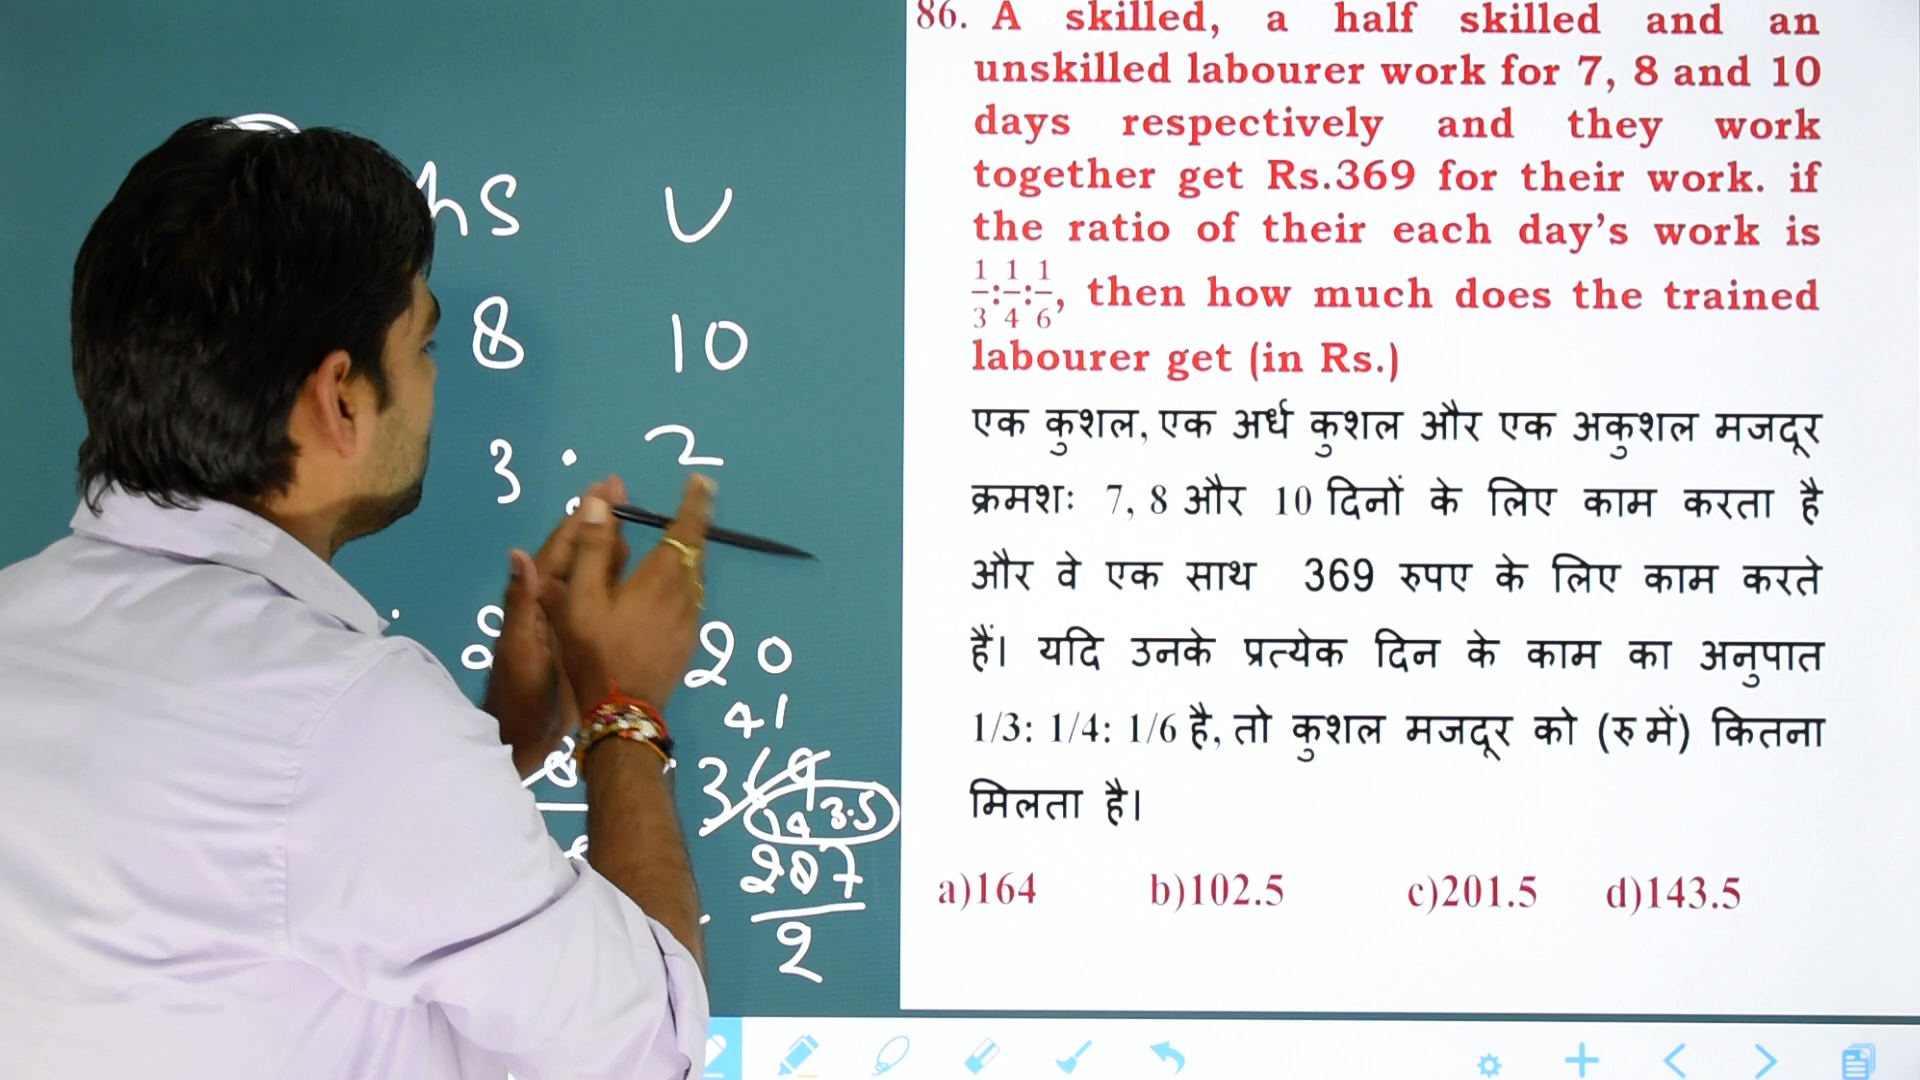 86. A skilled, a half skilled and an
unskilled labourer work for 7, 8 and 10
days respectively and they work
together get Rs.369 for their work. if
the ratio of their each day's work is
1/3:1/4:1/6, then how much does the trained
labourer get (in Rs.)
एक कुशल, एक अर्ध कुशल और एक अकुशल मजदूर
क्रमशः 7, 8 और 10 दिनों के लिए काम करता है
और वे एक साथ 369 रुपए के लिए काम करते
हैं। यदि उनके प्रत्येक दिन के काम का अनुपात
1/3: 1/4: 1/6 है, तो कुशल मजदूर को (रु में) कितना
मिलता है।
a)164 b)102.5 c)201.5 d)143.5
hS U
8 10
3 : 2
20
41
369
143.5
287
2